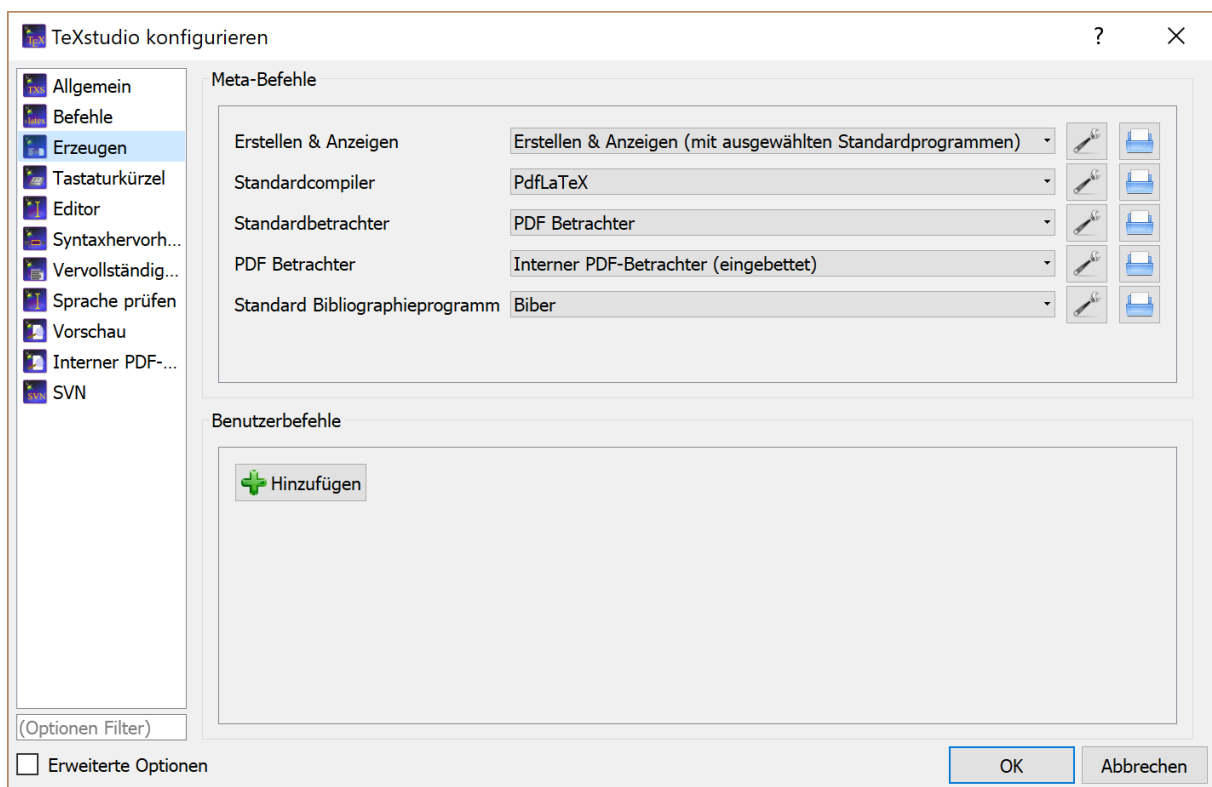 TeXstudio konfigurieren
?
Allgemein
Befehle
Erzeugen
Tastaturkürzel
Editor
Syntaxhervorh...
Vervollständig...
Sprache prüfen
Vorschau
Interner PDF-...
SVN
(Optionen Filter)
Erweiterte Optionen
Meta-Befehle
Erstellen & Anzeigen Erstellen & Anzeigen (mit ausgewählten Standardprogrammen)
Standardcompiler PdfLaTeX
Standardbetrachter PDF Betrachter
PDF Betrachter Interner PDF-Betrachter (eingebettet)
Standard Bibliographieprogramm Biber
Benutzerbefehle
Hinzufügen
OK Abbrechen